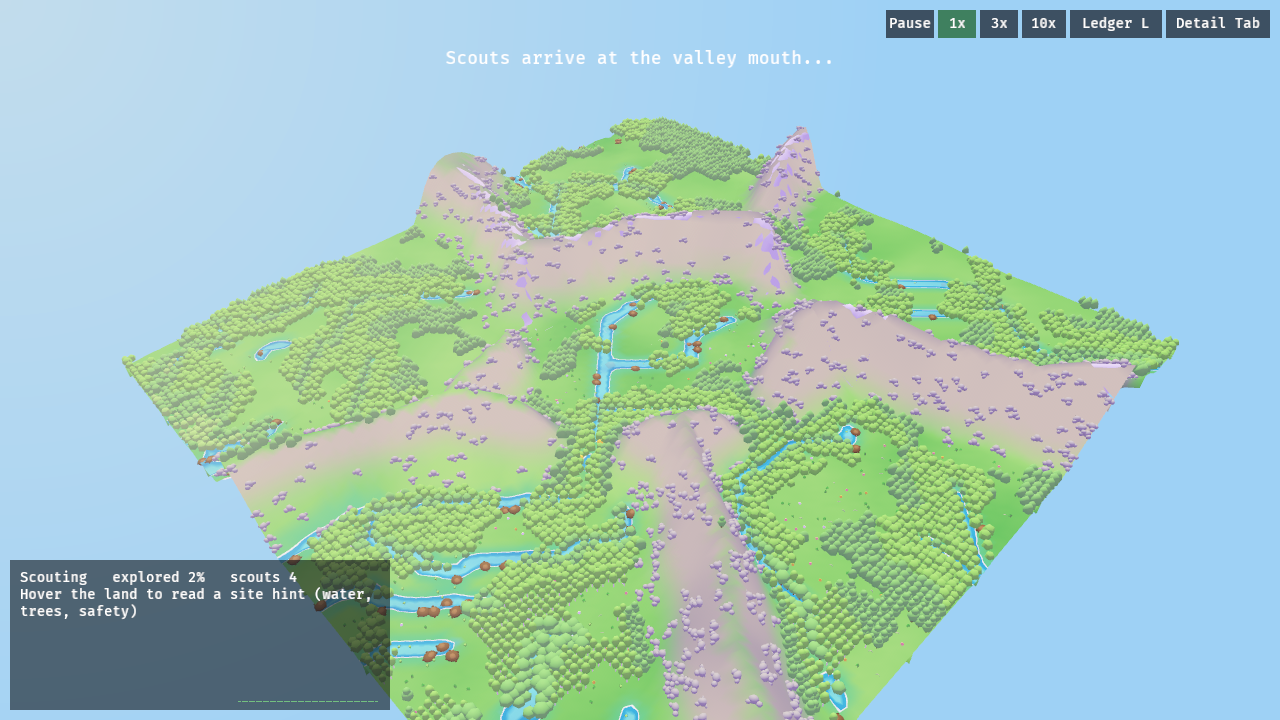 Pause 1x 3x 10x Ledger L Detail Tab
Scouts arrive at the valley mouth...
Scouting explored 2% scouts 4
Hover the land to read a site hint (water,
trees, safety)